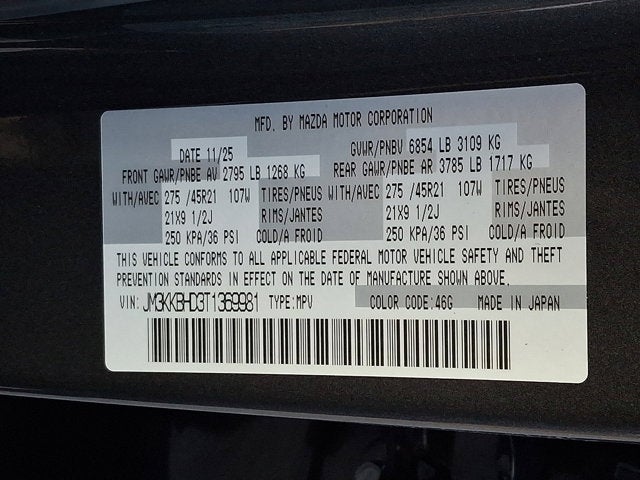 MFD. BY MAZDA MOTOR CORPORATION
DATE 11/25 GVWR/PNBV 6854 LB 3109 KG
FRONT GAWR/PNBE AV 2795 LB 1268 KG REAR GAWR/PNBE AR 3785 LB 1717 KG
WITH/AVEC 275 /45R21 107W TIRES/PNEUS WITH/AVEC 275 /45R21 107W TIRES/PNEUS
21X9 1/2J RIMS/JANTES 21X9 1/2J RIMS/JANTES
250 KPA/36 PSI COLD/A FROID 250 KPA/36 PSI COLD/A FROID
THIS VEHICLE CONFORMS TO ALL APPLICABLE FEDERAL MOTOR VEHICLE SAFETY AND THEFT
PREVENTION STANDARDS IN EFFECT ON THE DATE OF MANUFACTURE SHOWN ABOVE.
VIN: JM3KKBHD3T1369981 TYPE:MPV COLOR CODE:46G MADE IN JAPAN